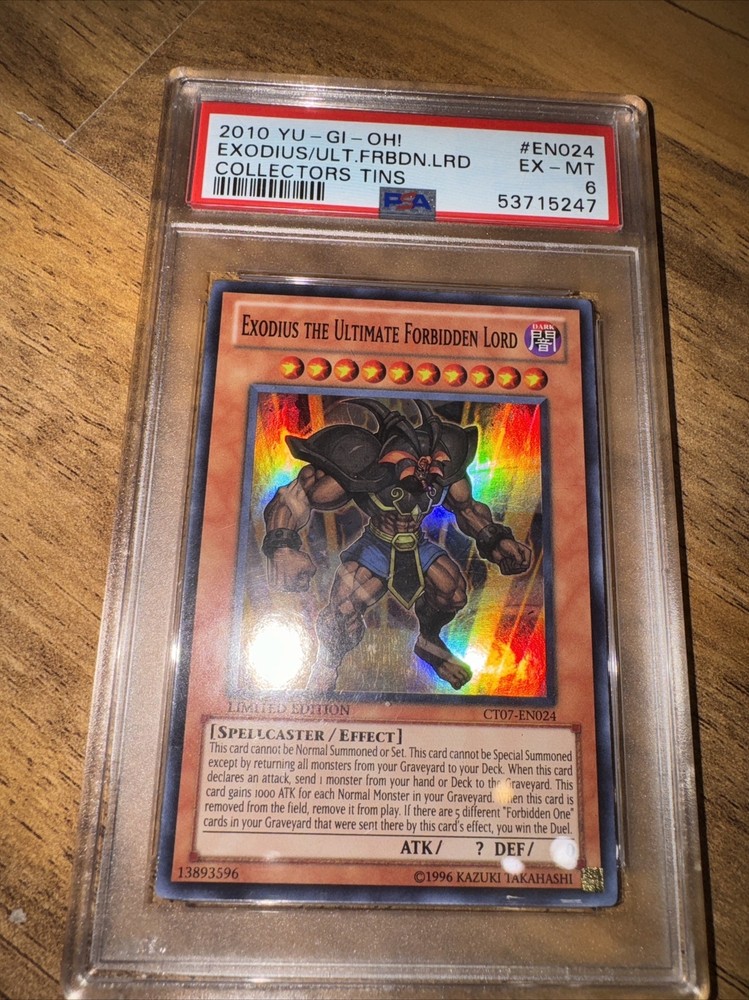 2010 YU-GI-OH! #EN024
EXODIUS/ULT.FRBDN.LRD EX-MT
COLLECTORS TINS 6
PSA 53715247
EXODIUS THE ULTIMATE FORBIDDEN LORD
DARK
闇
LIMITED EDITION CT07-EN024
[SPELLCASTER / EFFECT]
This card cannot be Normal Summoned or Set. This card cannot be Special Summoned
except by returning all monsters from your Graveyard to your Deck. When this card
declares an attack, send 1 monster from your hand or Deck to the Graveyard. This
card gains 1000 ATK for each Normal Monster in your Graveyard. When this card is
removed from the field, remove it from play. If there are 5 different "Forbidden One"
cards in your Graveyard that were sent there by this card's effect, you win the Duel.
ATK/ ? DEF/
13893596 ©1996 KAZUKI TAKAHASHI